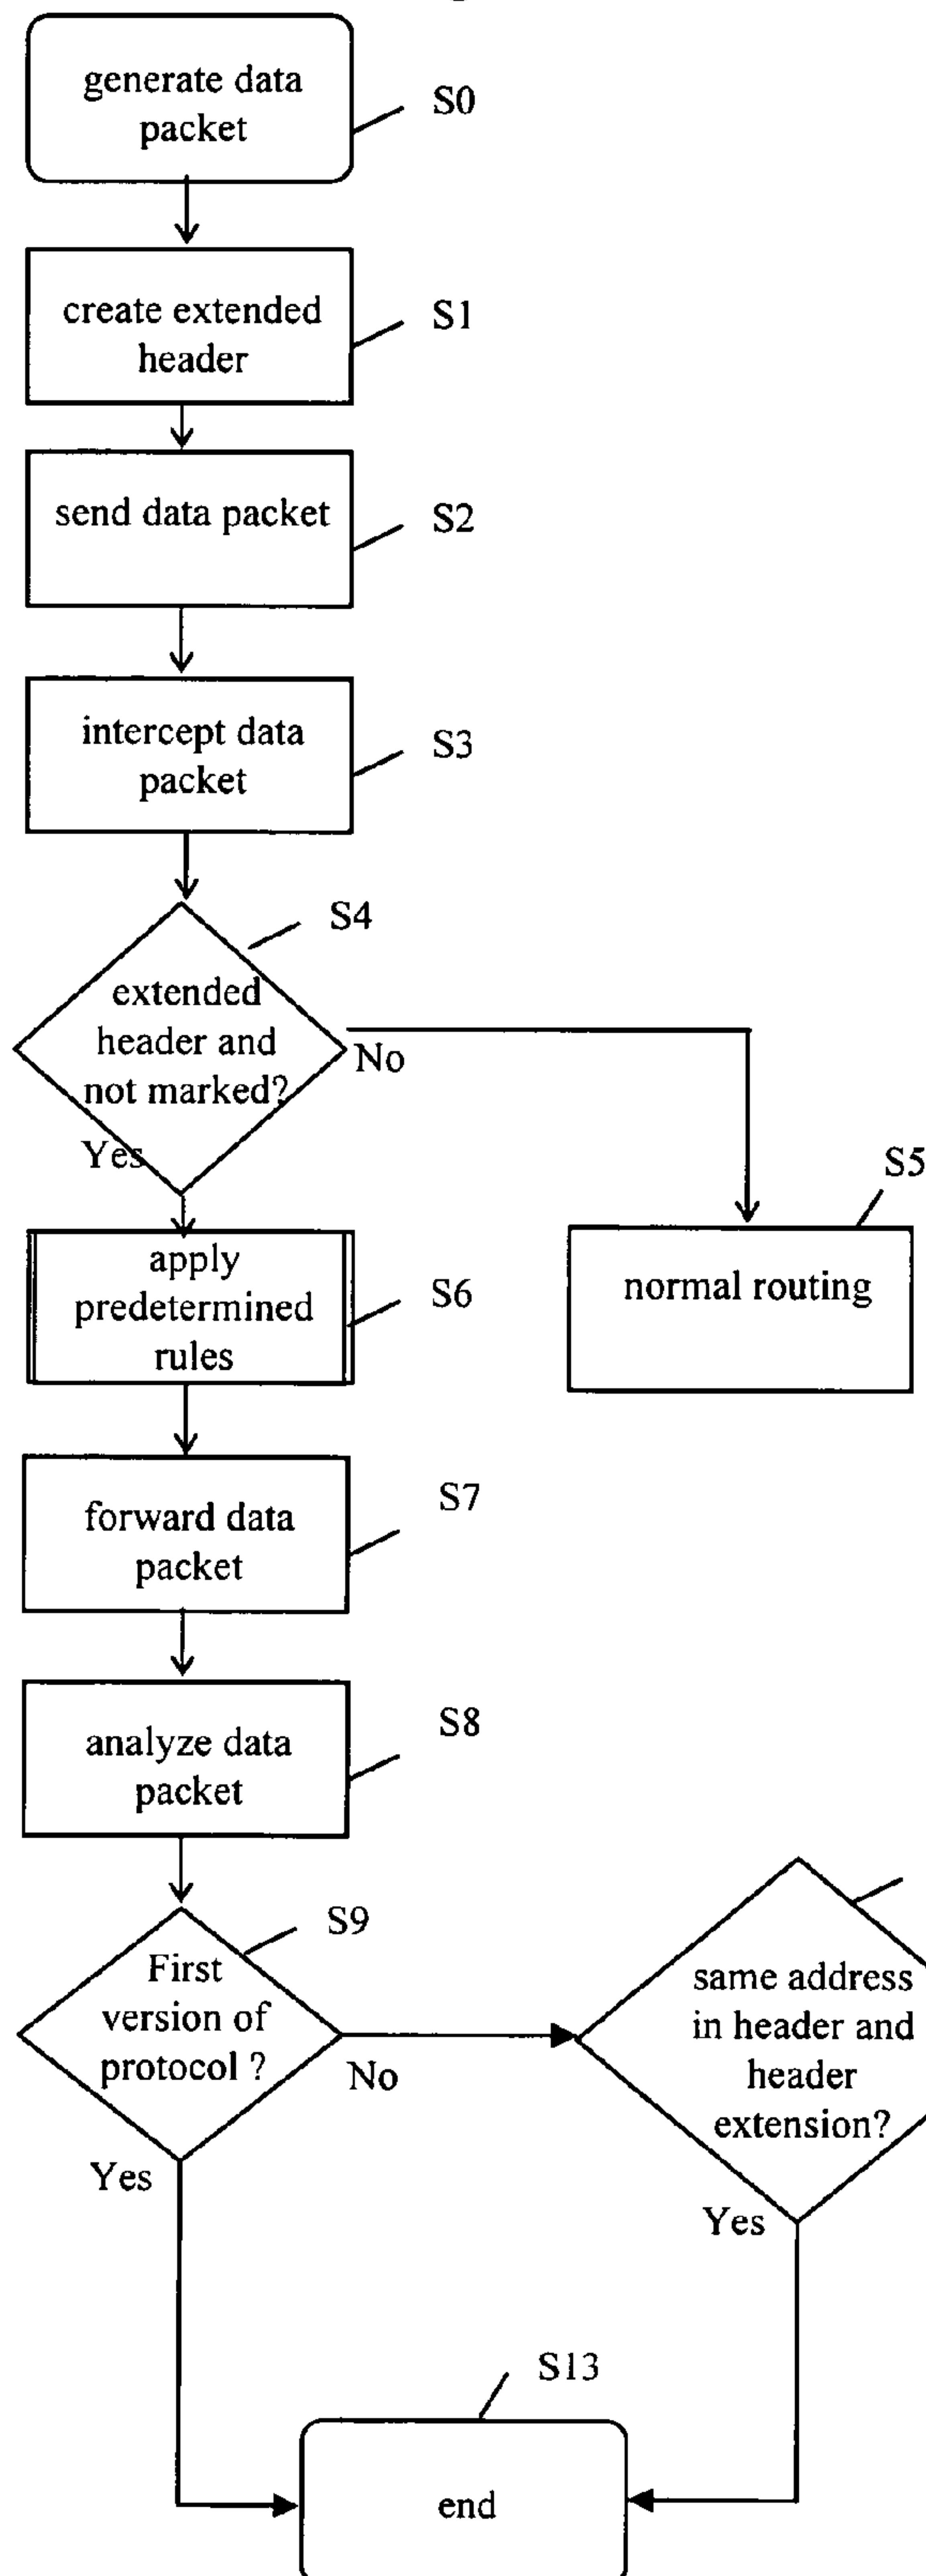 generate data
packet
S0
create extended
header
S1
send data packet
S2
intercept data
packet
S3
S4
extended
header and
not marked?
No
Yes
S5
normal routing
apply
predetermined
rules
S6
forward data
packet
S7
analyze data
packet
S8
S9
First
version of
protocol ?
No
Yes
same address
in header and
header
extension?
Yes
S13
end